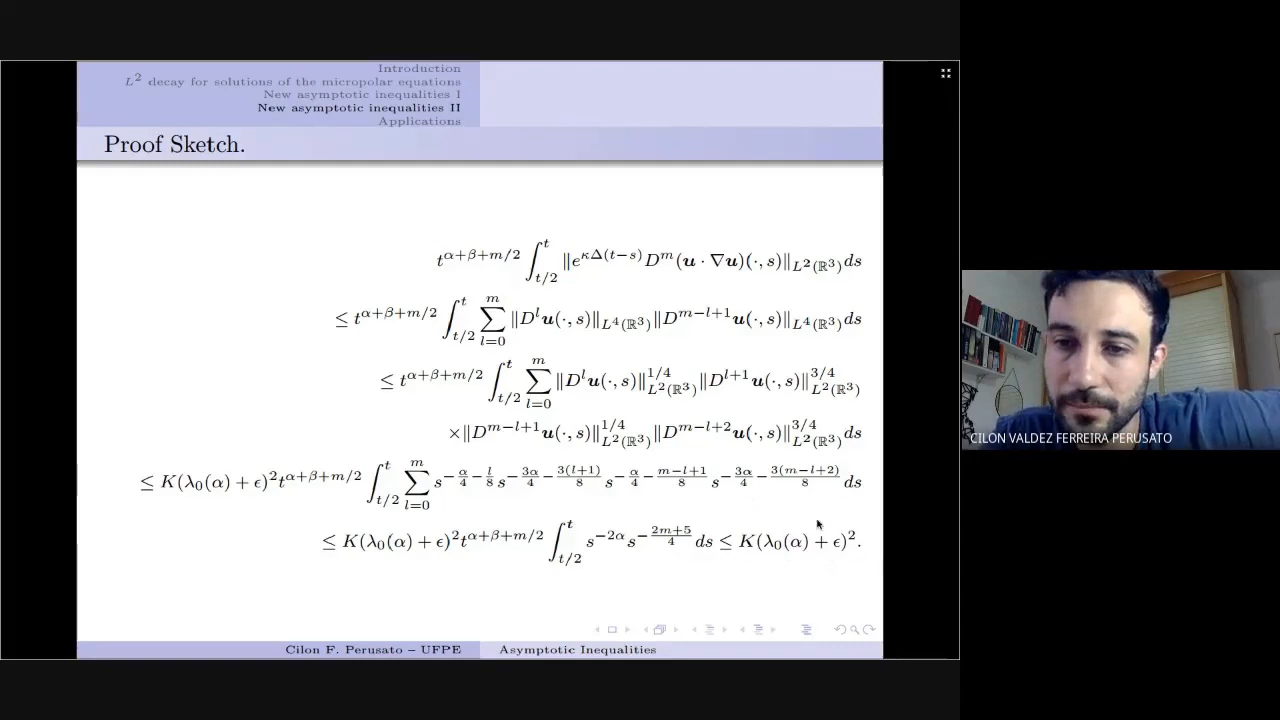 Introduction
L² decay for solutions of the micropolar equations
New asymptotic inequalities I
New asymptotic inequalities II
Applications
Proof Sketch.
t^{α+β+m/2} ∫_{t/2}^{t} ‖e^{κΔ(t−s)} D^m(u · ∇u)(·, s)‖_{L²(ℝ³)} ds
≤ t^{α+β+m/2} ∫_{t/2}^{t} ∑_{l=0}^{m} ‖D^l u(·, s)‖_{L⁴(ℝ³)} ‖D^{m−l+1} u(·, s)‖_{L⁴(ℝ³)} ds
≤ t^{α+β+m/2} ∫_{t/2}^{t} ∑_{l=0}^{m} ‖D^l u(·, s)‖^{1/4}_{L²(ℝ³)} ‖D^{l+1} u(·, s)‖^{3/4}_{L²(ℝ³)}
×‖D^{m−l+1} u(·, s)‖^{1/4}_{L²(ℝ³)} ‖D^{m−l+2} u(·, s)‖^{3/4}_{L²(ℝ³)} ds
≤ K(λ₀(α) + ϵ)² t^{α+β+m/2} ∫_{t/2}^{t} ∑_{l=0}^{m} s^{−α/4 − l/8} s^{−3α/4 − 3(l+1)/8} s^{−α/4 − (m−l+1)/8} s^{−3α/4 − 3(m−l+2)/8} ds
≤ K(λ₀(α) + ϵ)² t^{α+β+m/2} ∫_{t/2}^{t} s^{−2α} s^{−(2m+5)/4} ds ≤ K(λ₀(α) + ϵ)².
Cilon F. Perusato – UFPE
Asymptotic Inequalities
CILON VALDEZ FERREIRA PERUSATO